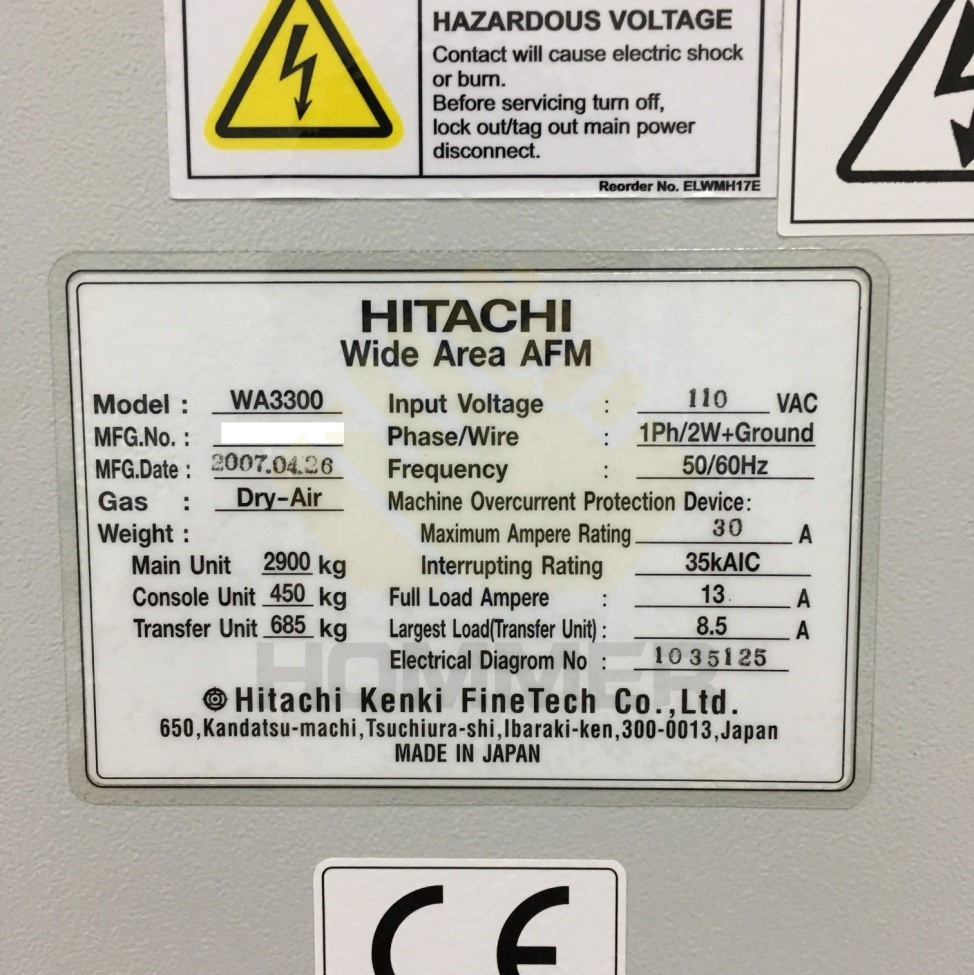 HAZARDOUS VOLTAGE
Contact will cause electric shock
or burn.
Before servicing turn off,
lock out/tag out main power
disconnect.
Reorder No. ELWMH17E
HITACHI
Wide Area AFM
Model : WA3300
Input Voltage : 110 VAC
MFG.No. :
Phase/Wire : 1Ph/2W+Ground
MFG.Date : 2007.04.26
Frequency : 50/60Hz
Gas : Dry-Air
Machine Overcurrent Protection Device:
Weight :
Maximum Ampere Rating 30 A
Main Unit 2900 kg
Interrupting Rating 35kAIC
Console Unit 450 kg
Full Load Ampere : 13 A
Transfer Unit 685 kg
Largest Load(Transfer Unit) : 8.5 A
Electrical Diagrom No : 1035125
HOMMER
Hitachi Kenki FineTech Co.,Ltd.
650,Kandatsu-machi,Tsuchiura-shi,Ibaraki-ken,300-0013,Japan
MADE IN JAPAN
CE